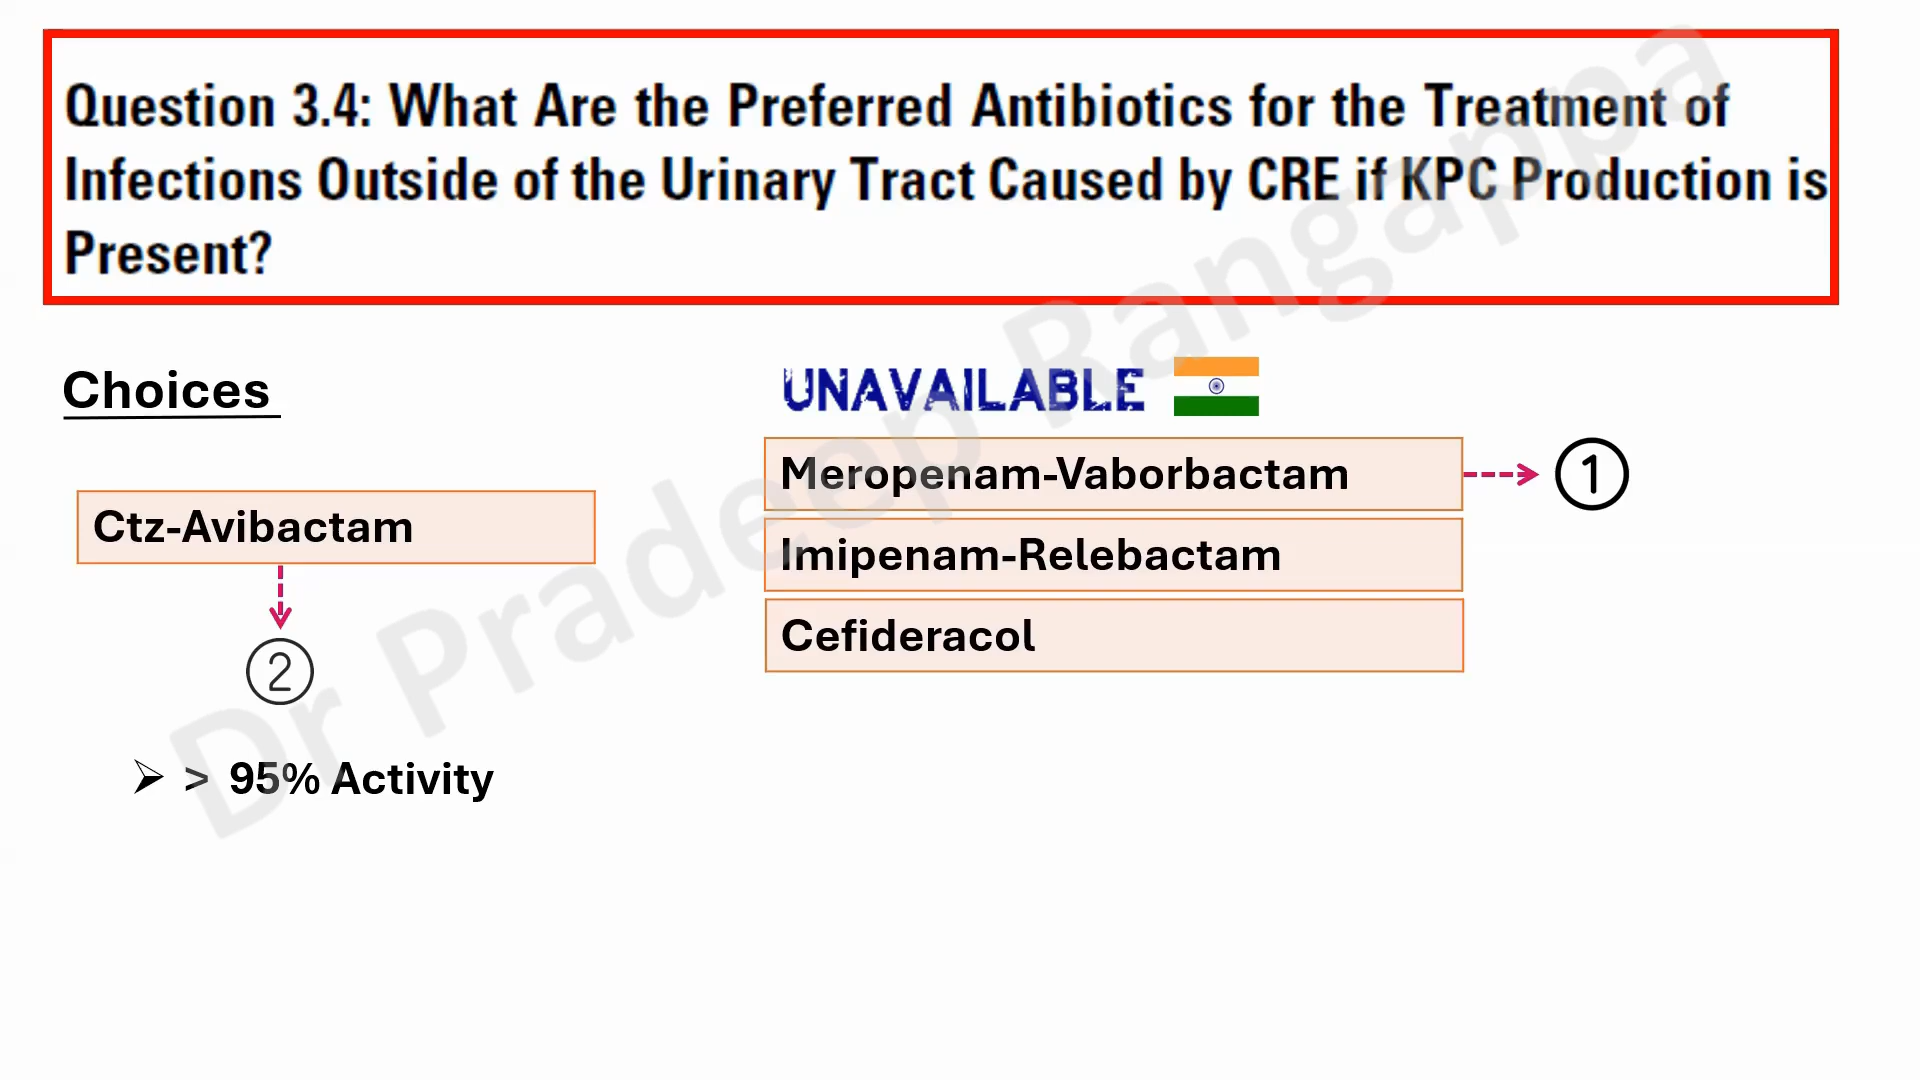 Question 3.4: What Are the Preferred Antibiotics for the Treatment of
Infections Outside of the Urinary Tract Caused by CRE if KPC Production is
Present?
Choices
UNAVAILABLE
Meropenam-Vaborbactam
1
Ctz-Avibactam
Imipenam-Relebactam
Cefideracol
2
> 95% Activity
Dr Pradeep Rangappa